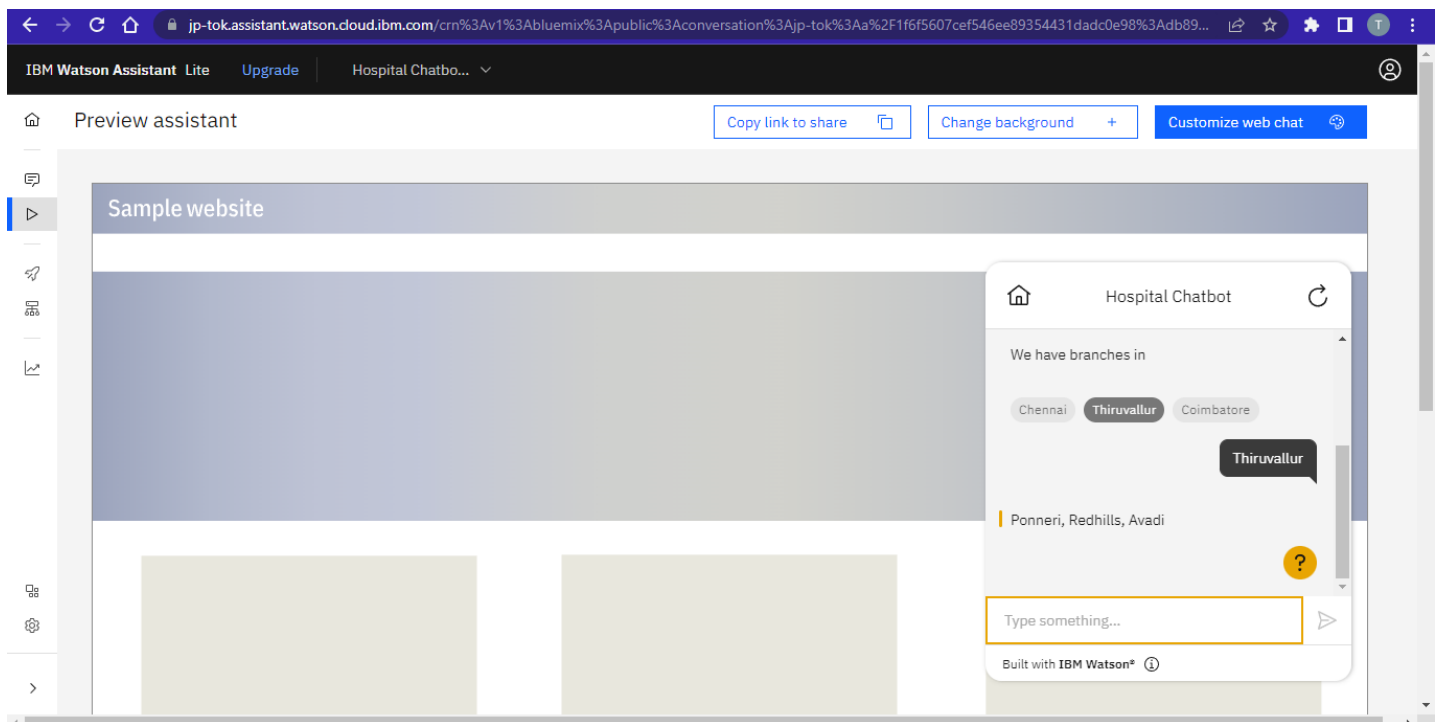 jp-tok.assistant.watson.cloud.ibm.com/crn%3Av1%3Abluemix%3Apublic%3Aconversation%3Ajp-tok%3Aa%2F1f6f5607cef546ee89354431dadc0e98%3Adb89...
T
IBM Watson Assistant Lite Upgrade Hospital Chatbo...
Preview assistant
Copy link to share
Change background +
Customize web chat
Sample website
Hospital Chatbot
We have branches in
Chennai Thiruvallur Coimbatore
Thiruvallur
Ponneri, Redhills, Avadi
?
Type something...
Built with IBM Watson®